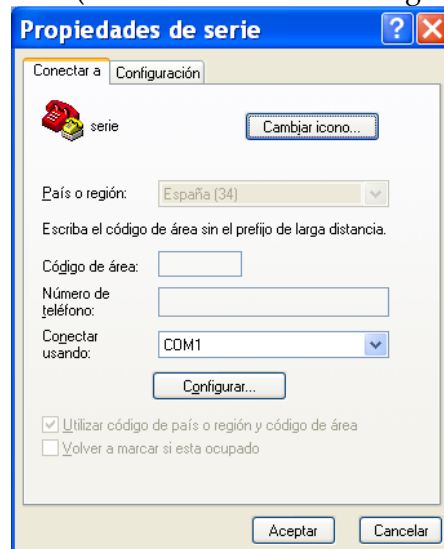 Propiedades de serie
Conectar a
Configuración
serie
Cambiar icono...
País o región:
España (34)
Escriba el código de área sin el prefijo de larga distancia.
Código de área:
Número de
teléfono:
Conectar
usando:
COM1
Configurar...
Utilizar código de país o región y código de área
Volver a marcar si esta ocupado
Aceptar
Cancelar